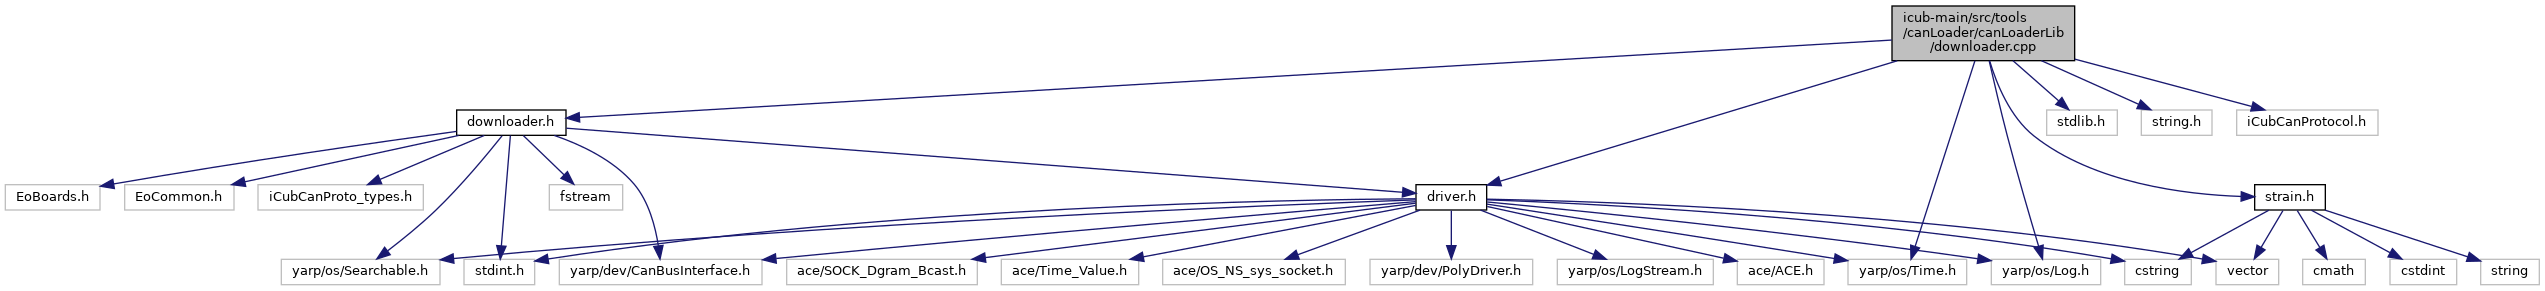 icub-main/src/tools
/canLoader/canLoaderLib
/downloader.cpp
downloader.h
stdlib.h
string.h
iCubCanProtocol.h
EoBoards.h
EoCommon.h
iCubCanProto_types.h
fstream
driver.h
strain.h
yarp/os/Searchable.h
stdint.h
yarp/dev/CanBusInterface.h
ace/SOCK_Dgram_Bcast.h
ace/Time_Value.h
ace/OS_NS_sys_socket.h
yarp/dev/PolyDriver.h
yarp/os/LogStream.h
ace/ACE.h
yarp/os/Time.h
yarp/os/Log.h
cstring
vector
cmath
cstdint
string